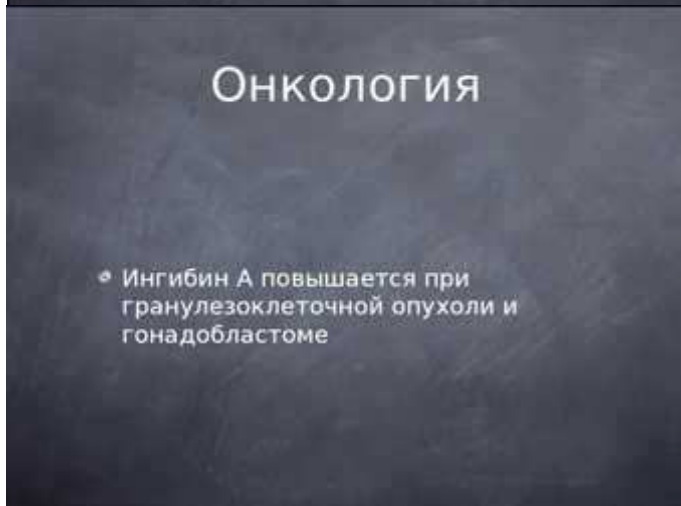 Онкология
Ингибин А повышается при
гранулезоклеточной опухоли и
гонадобластоме